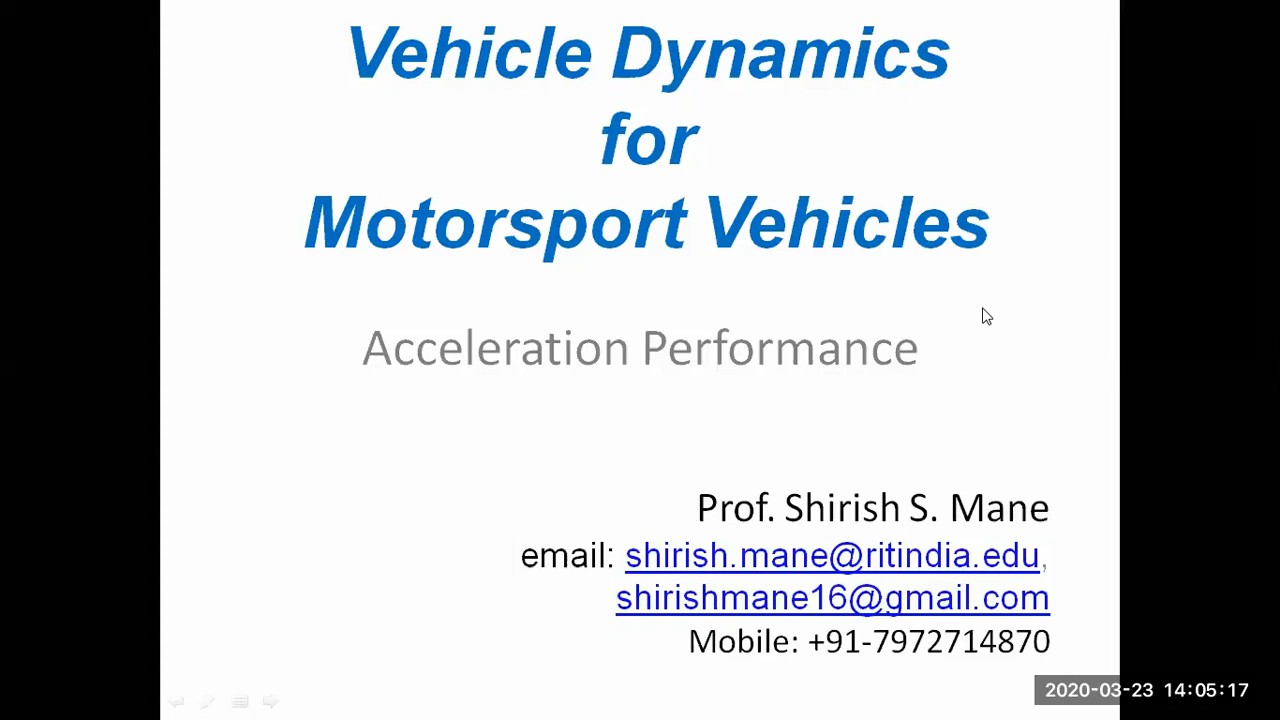 Vehicle Dynamics
for
Motorsport Vehicles
Acceleration Performance
Prof. Shirish S. Mane
email: shirish.mane@ritindia.edu,
shirishmane16@gmail.com
Mobile: +91-7972714870
2020-03-23 14:05:17